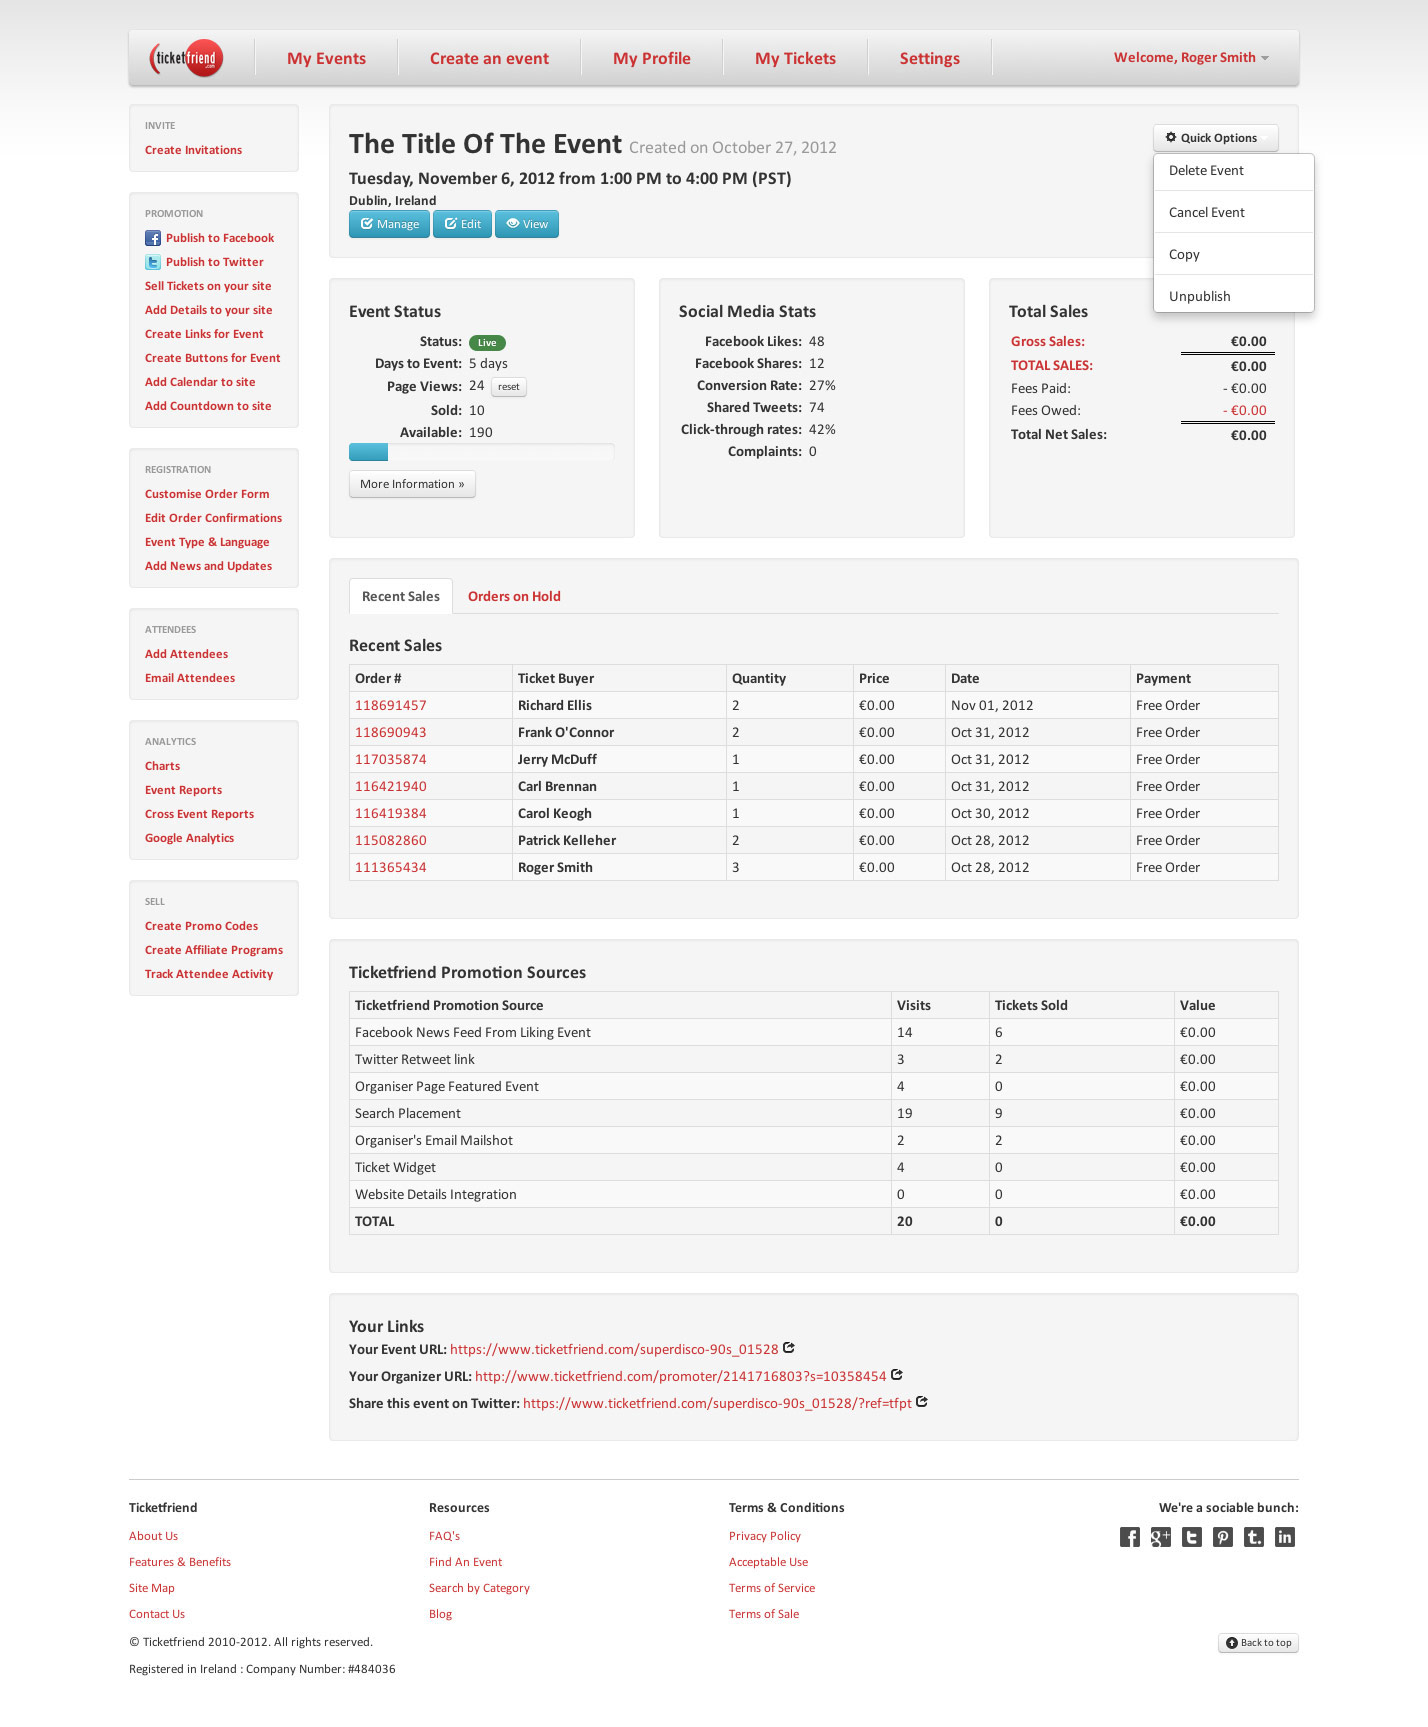 ticketfriend
.com
My Events
Create an event
My Profile
My Tickets
Settings
Welcome, Roger Smith
INVITE
Create Invitations
PROMOTION
Publish to Facebook
Publish to Twitter
Sell Tickets on your site
Add Details to your site
Create Links for Event
Create Buttons for Event
Add Calendar to site
Add Countdown to site
REGISTRATION
Customise Order Form
Edit Order Confirmations
Event Type & Language
Add News and Updates
ATTENDEES
Add Attendees
Email Attendees
ANALYTICS
Charts
Event Reports
Cross Event Reports
Google Analytics
SELL
Create Promo Codes
Create Affiliate Programs
Track Attendee Activity
The Title Of The Event Created on October 27, 2012
Tuesday, November 6, 2012 from 1:00 PM to 4:00 PM (PST)
Dublin, Ireland
Manage Edit View
Quick Options
Delete Event
Cancel Event
Copy
Unpublish
Event Status
Status: Live
Days to Event: 5 days
Page Views: 24 reset
Sold: 10
Available: 190
More Information »
Social Media Stats
Facebook Likes: 48
Facebook Shares: 12
Conversion Rate: 27%
Shared Tweets: 74
Click-through rates: 42%
Complaints: 0
Total Sales
Gross Sales: €0.00
TOTAL SALES: €0.00
Fees Paid: - €0.00
Fees Owed: - €0.00
Total Net Sales: €0.00
Recent Sales Orders on Hold
Recent Sales
Order # Ticket Buyer Quantity Price Date Payment
118691457 Richard Ellis 2 €0.00 Nov 01, 2012 Free Order
118690943 Frank O'Connor 2 €0.00 Oct 31, 2012 Free Order
117035874 Jerry McDuff 1 €0.00 Oct 31, 2012 Free Order
116421940 Carl Brennan 1 €0.00 Oct 31, 2012 Free Order
116419384 Carol Keogh 1 €0.00 Oct 30, 2012 Free Order
115082860 Patrick Kelleher 2 €0.00 Oct 28, 2012 Free Order
111365434 Roger Smith 3 €0.00 Oct 28, 2012 Free Order
Ticketfriend Promotion Sources
Ticketfriend Promotion Source Visits Tickets Sold Value
Facebook News Feed From Liking Event 14 6 €0.00
Twitter Retweet link 3 2 €0.00
Organiser Page Featured Event 4 0 €0.00
Search Placement 19 9 €0.00
Organiser's Email Mailshot 2 2 €0.00
Ticket Widget 4 0 €0.00
Website Details Integration 0 0 €0.00
TOTAL 20 0 €0.00
Your Links
Your Event URL: https://www.ticketfriend.com/superdisco-90s_01528
Your Organizer URL: http://www.ticketfriend.com/promoter/2141716803?s=10358454
Share this event on Twitter: https://www.ticketfriend.com/superdisco-90s_01528/?ref=tfpt
Ticketfriend
About Us
Features & Benefits
Site Map
Contact Us
Resources
FAQ's
Find An Event
Search by Category
Blog
Terms & Conditions
Privacy Policy
Acceptable Use
Terms of Service
Terms of Sale
We're a sociable bunch:
© Ticketfriend 2010-2012. All rights reserved.
Registered in Ireland : Company Number: #484036
Back to top